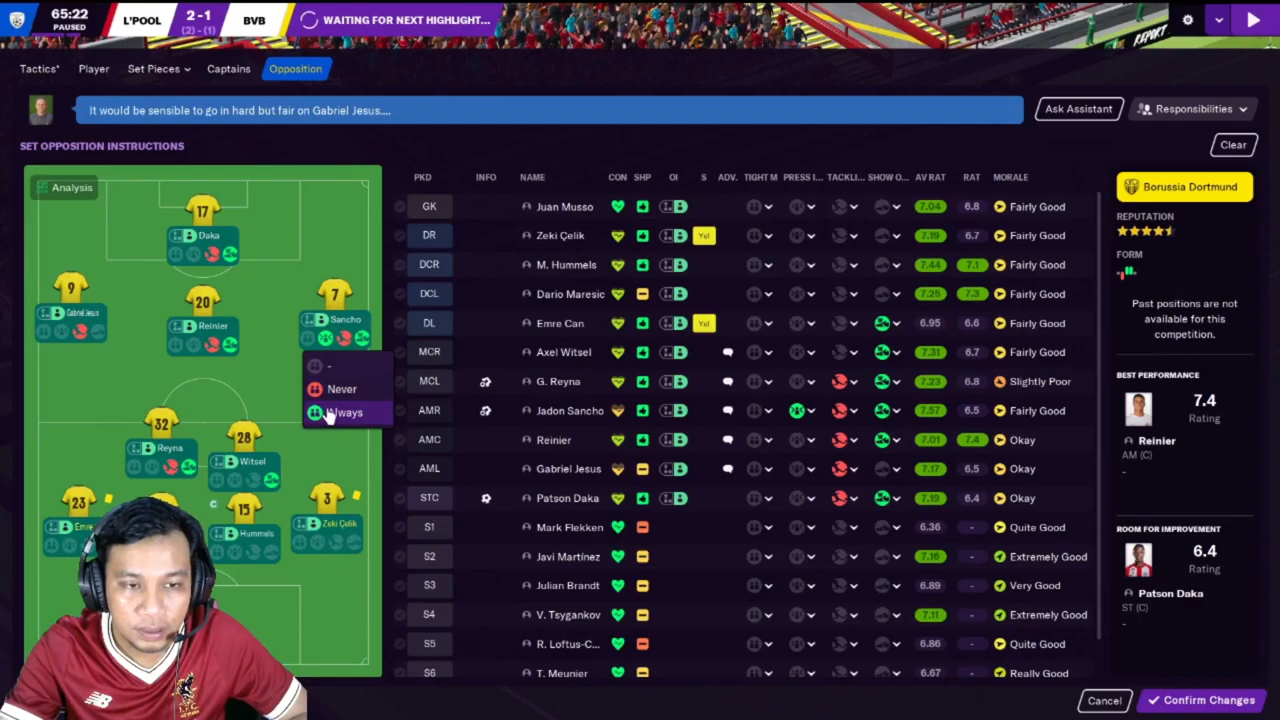 65:22
PAUSED
L'POOL
2 - 1
(2) - (1)
BVB
WAITING FOR NEXT HIGHLIGHT...
REPORT
Tactics*
Player
Set Pieces
Captains
Opposition
It would be sensible to go in hard but fair on Gabriel Jesus....
Ask Assistant
Responsibilities
SET OPPOSITION INSTRUCTIONS
Clear
Analysis
17
Daka
9
Gabriel Jesus
20
Reinier
7
Sancho
-
Never
Always
32
Reyna
28
Witsel
23
Emre
15
Hummels
3
Zeki Çelik
PKD INFO NAME CON SHP OI S ADV. TIGHT M PRESS I... TACKLI... SHOW O... AV RAT RAT MORALE
GK Juan Musso 7.04 6.8 Fairly Good
DR Zeki Çelik Yel 7.19 6.7 Fairly Good
DCR M. Hummels 7.44 7.1 Fairly Good
DCL Dario Maresic 7.25 7.3 Fairly Good
DL Emre Can Yel 6.95 6.6 Fairly Good
MCR Axel Witsel 7.31 6.7 Fairly Good
MCL G. Reyna 7.23 6.8 Slightly Poor
AMR Jadon Sancho 7.57 6.5 Fairly Good
AMC Reinier 7.01 7.4 Okay
AML Gabriel Jesus 7.17 6.5 Okay
STC Patson Daka 7.19 6.4 Okay
S1 Mark Flekken 6.36 - Quite Good
S2 Javi Martínez 7.16 - Extremely Good
S3 Julian Brandt 6.89 - Very Good
S4 V. Tsygankov 7.11 - Extremely Good
S5 R. Loftus-C... 6.86 - Quite Good
S6 T. Meunier 6.67 - Really Good
Borussia Dortmund
REPUTATION
FORM
Past positions are not
available for this
competition.
BEST PERFORMANCE
7.4
Rating
Reinier
AM (C)
-
ROOM FOR IMPROVEMENT
6.4
Rating
Patson Daka
ST (C)
-
Cancel
Confirm Changes